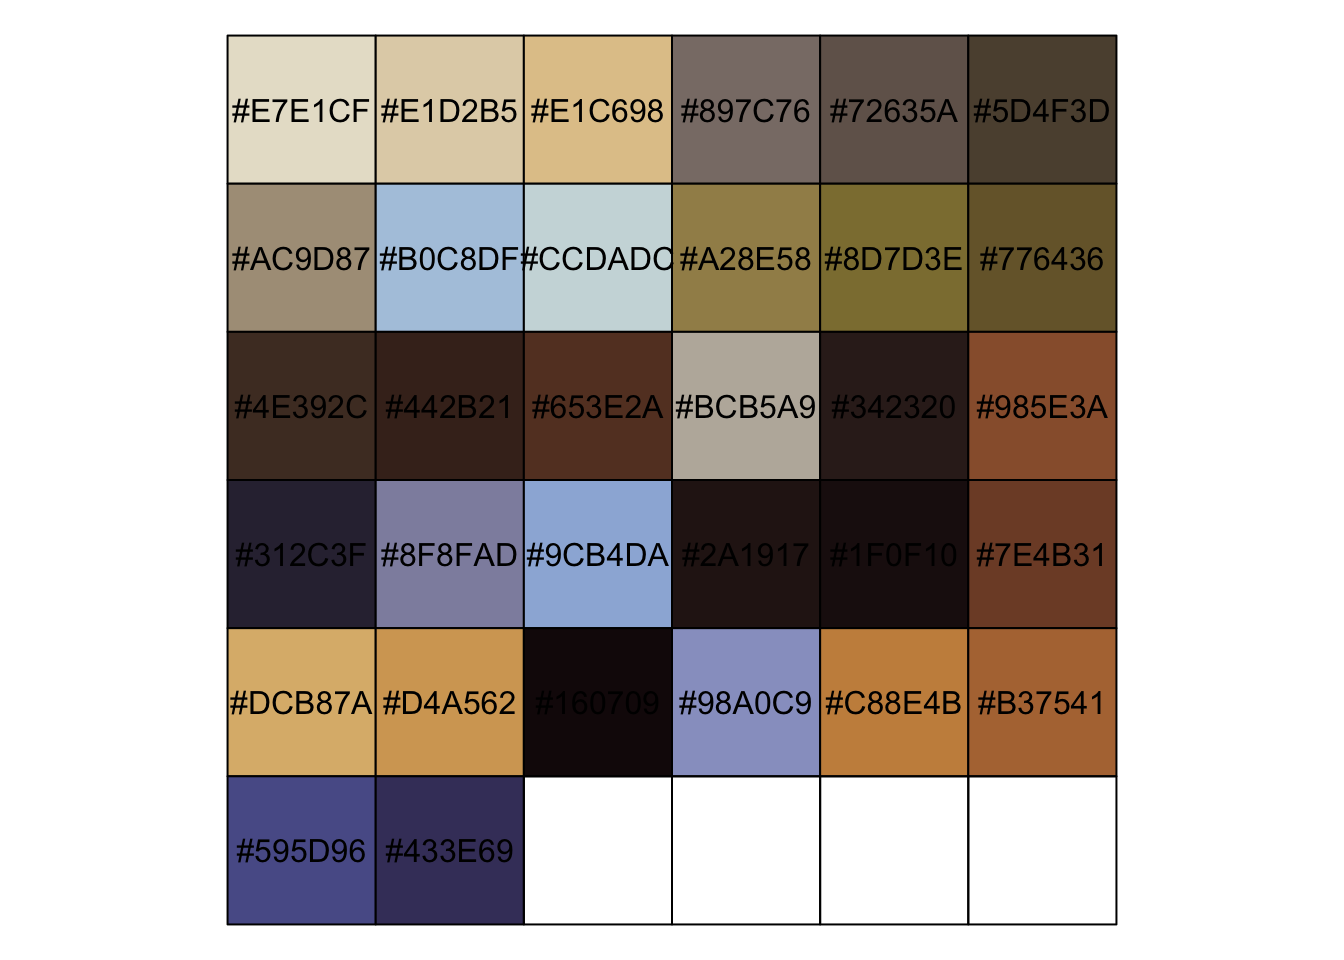 #E7E1CF #E1D2B5 #E1C698 #897C76 #72635A #5D4F3D
#AC9D87 #B0C8DF #CCDADC #A28E58 #8D7D3E #776436
#4E392C #442B21 #653E2A #BCB5A9 #342320 #985E3A
#312C3F #8F8FAD #9CB4DA #2A1917 #1F0F10 #7E4B31
#DCB87A #D4A562 #160709 #98A0C9 #C88E4B #B37541
#595D96 #433E69